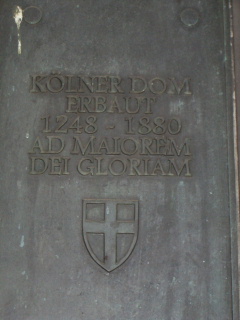 KÖLNER DOM
ERBAUT
1248 - 1880
AD MAIOREM
DEI GLORIAM